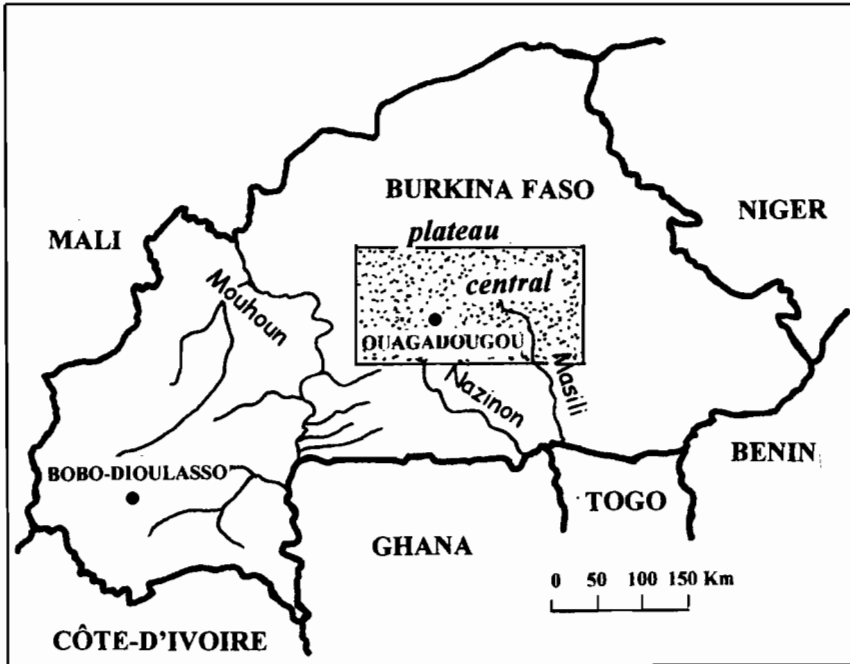 BURKINA FASO
NIGER
MALI
plateau
Mouhoun
central
OUAGADOUGOU
Nazinon
Masili
BENIN
BOBO-DIOULASSO
TOGO
GHANA
0 50 100 150 Km
CÔTE-D'IVOIRE